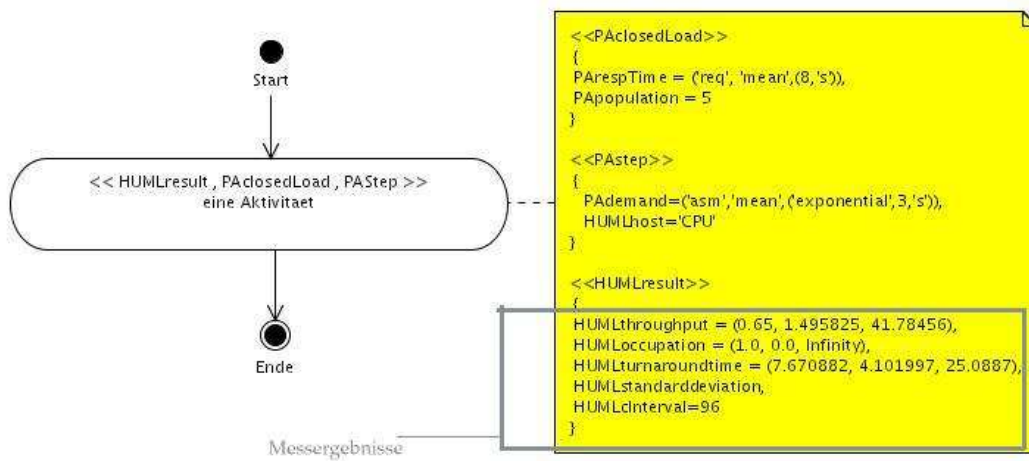 Start
<< HUMLresult , PAclosedLoad , PAStep >>
eine Aktivitaet
Ende
Messergebnisse
<<PAclosedLoad>>
{
PArespTime = ('req', 'mean',(8,'s')),
PApopulation = 5
}
<<PAstep>>
{
PAdemand=('asm','mean',('exponential',3,'s')),
HUMLhost='CPU'
}
<<HUMLresult>>
{
HUMLthroughput = (0.65, 1.495825, 41.78456),
HUMLoccupation = (1.0, 0.0, Infinity),
HUMLturnaroundtime = (7.670882, 4.101997, 25.0887),
HUMLstandarddeviation,
HUMLcInterval=96
}